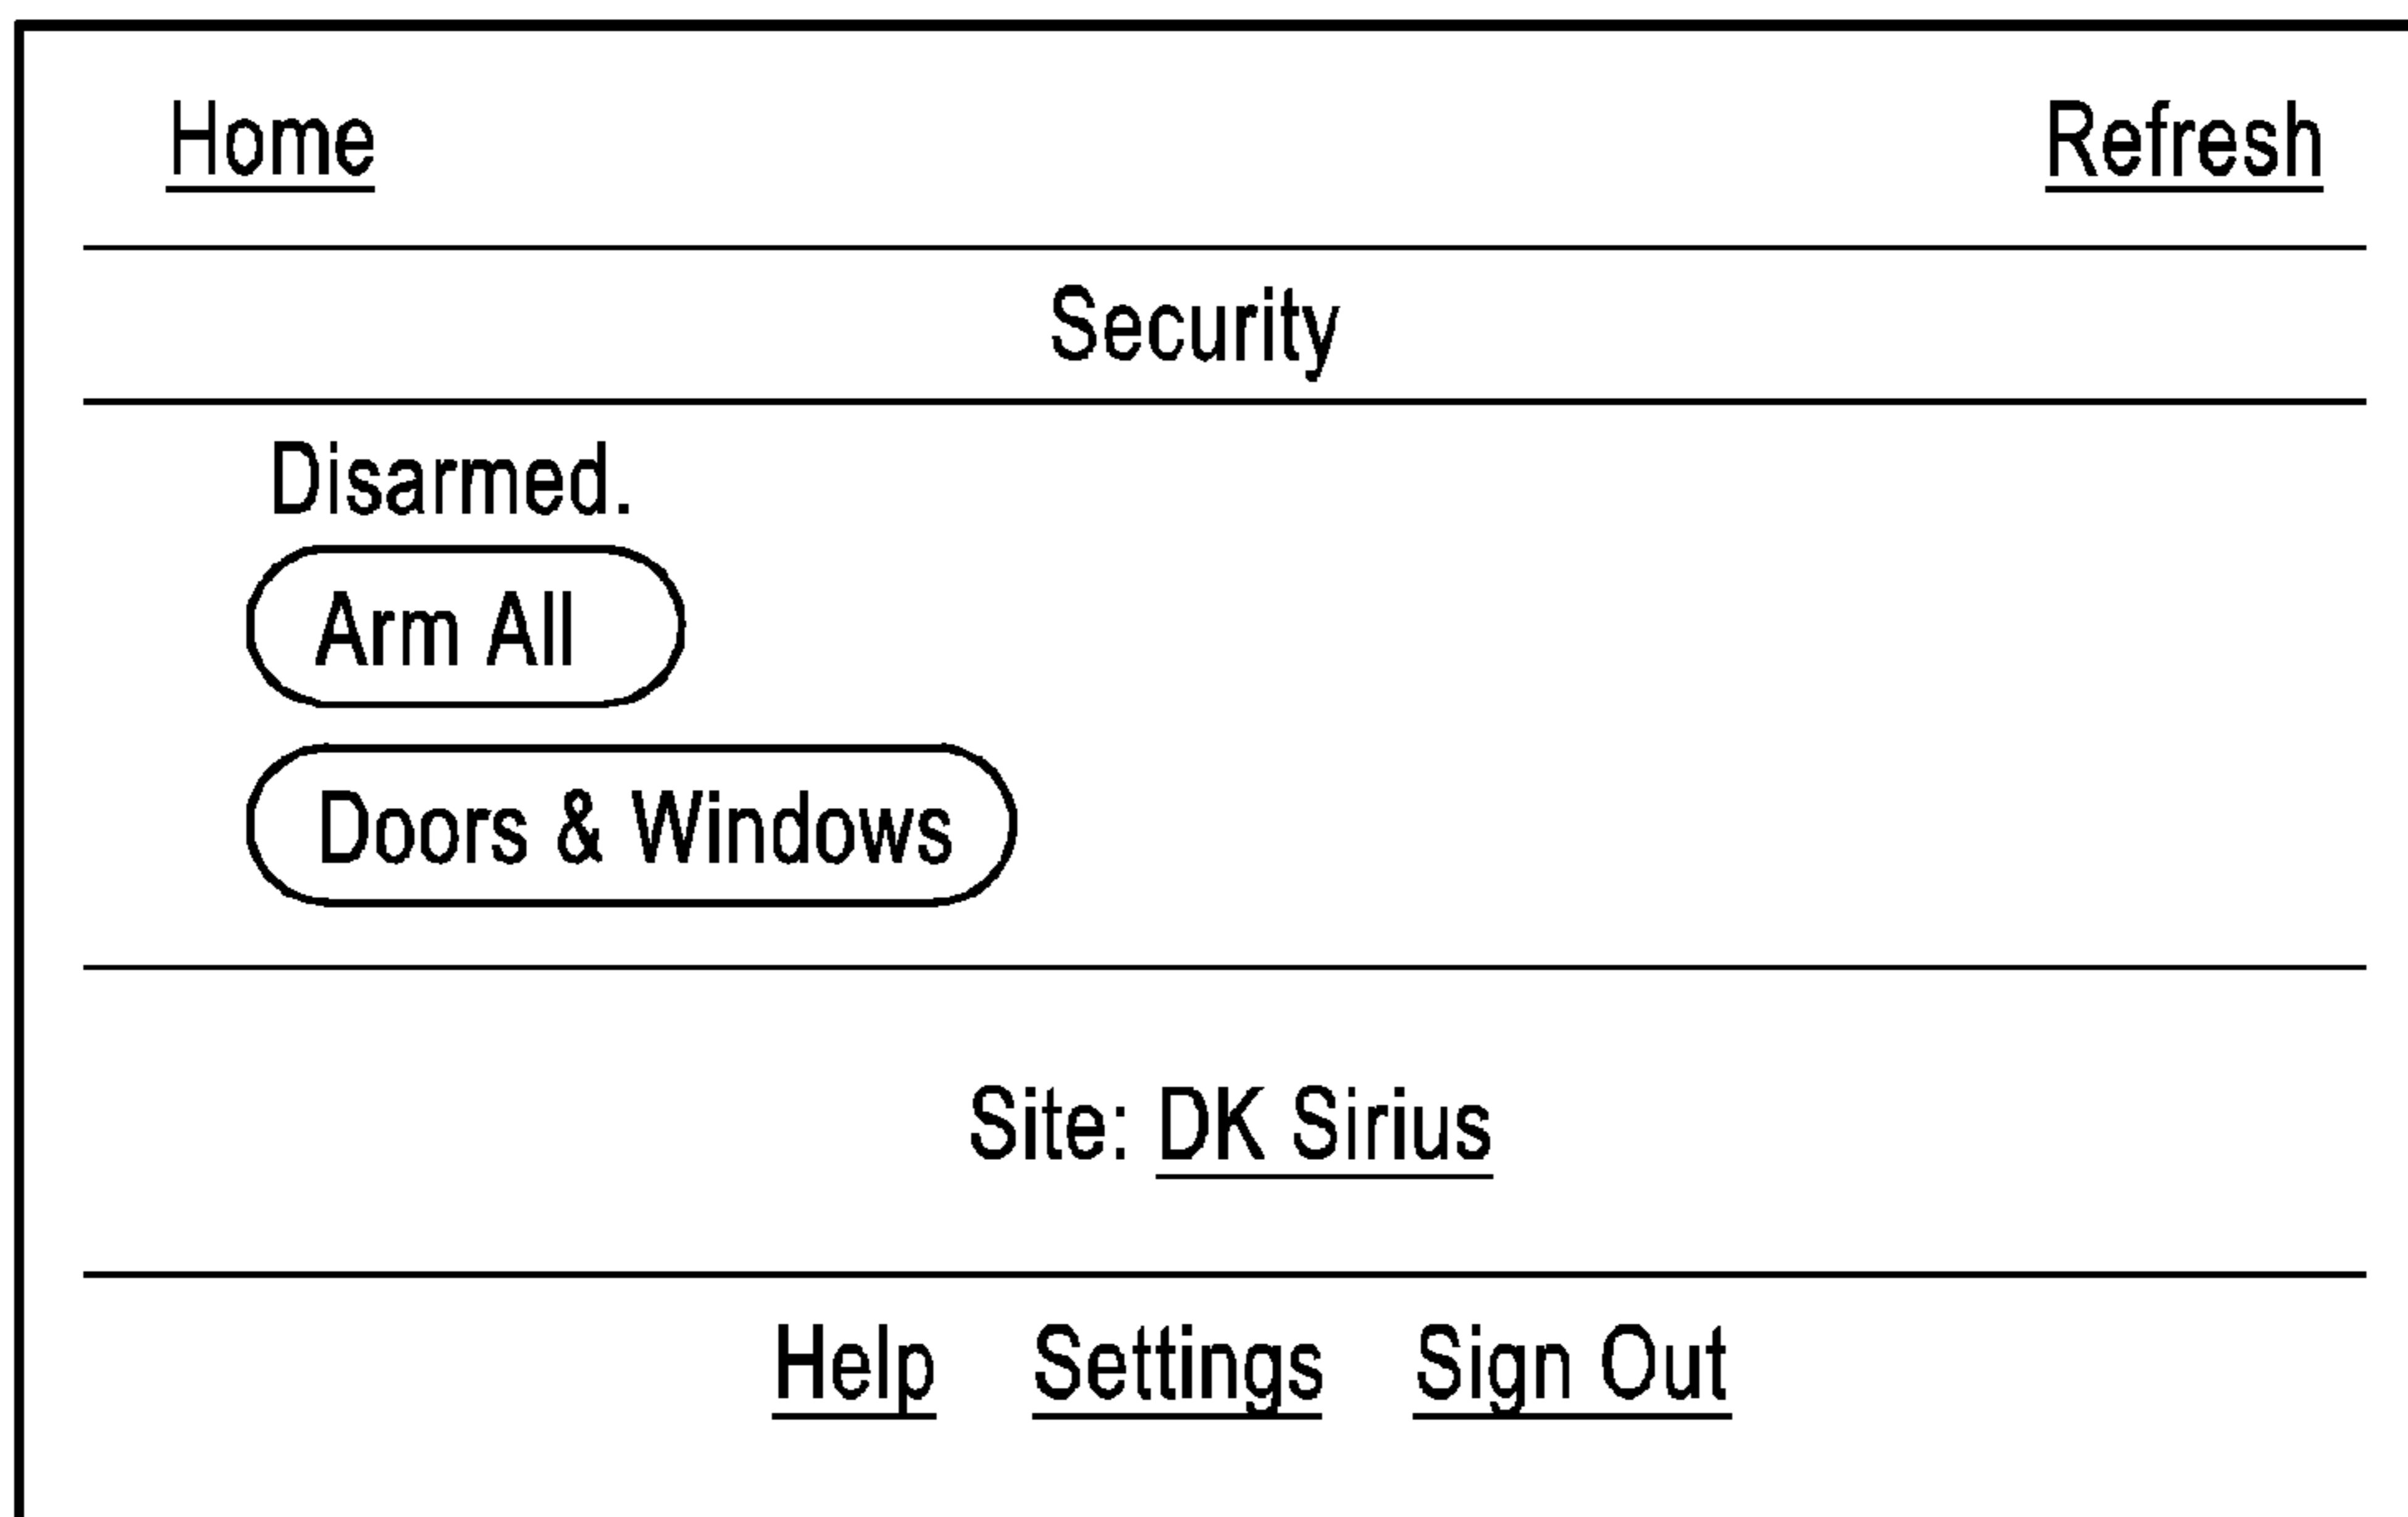 Home Refresh
Security
Disarmed.
Arm All
Doors & Windows
Site: DK Sirius
Help Settings Sign Out